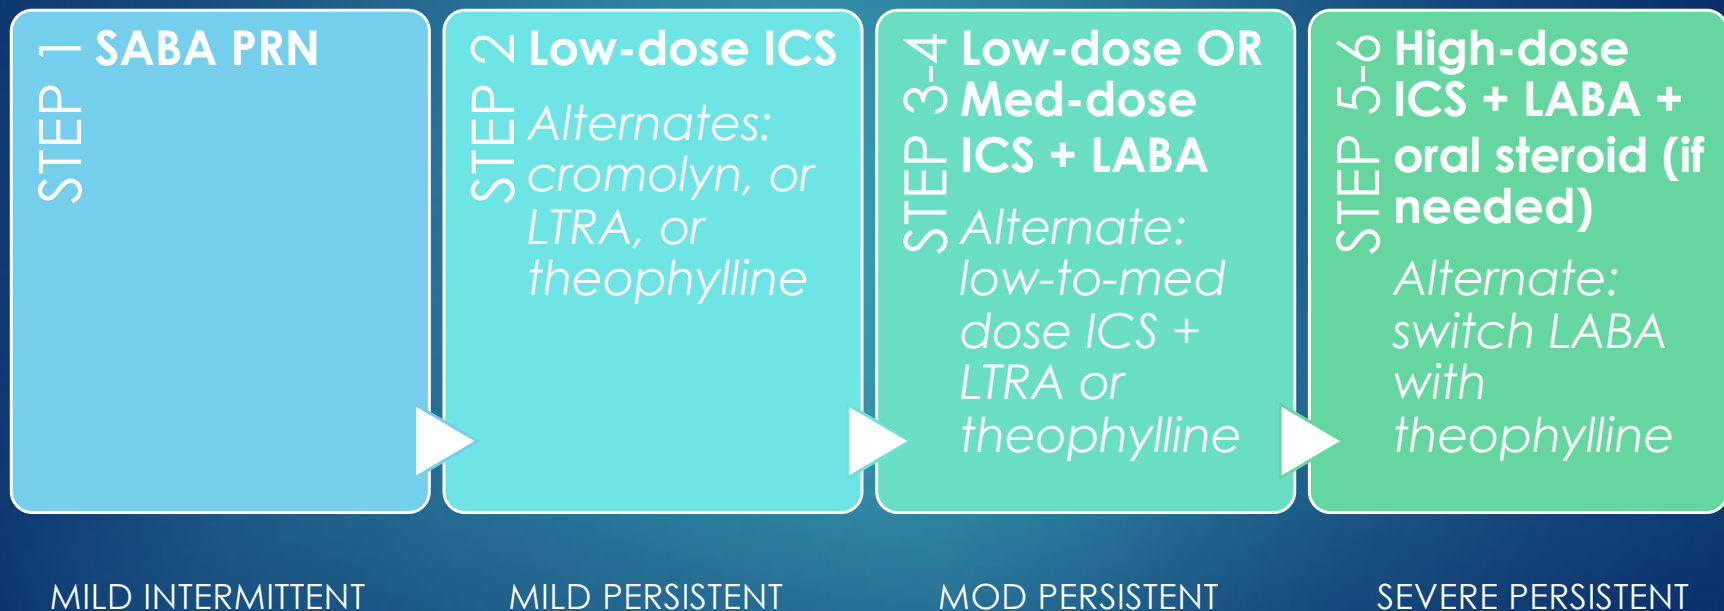 STEP 1
SABA PRN
STEP 2
Low-dose ICS
Alternates:
cromolyn, or
LTRA, or
theophylline
STEP 3-4
Low-dose OR
Med-dose
ICS + LABA
Alternate:
low-to-med
dose ICS +
LTRA or
theophylline
STEP 5-6
High-dose
ICS + LABA +
oral steroid (if
needed)
Alternate:
switch LABA
with
theophylline
MILD INTERMITTENT
MILD PERSISTENT
MOD PERSISTENT
SEVERE PERSISTENT